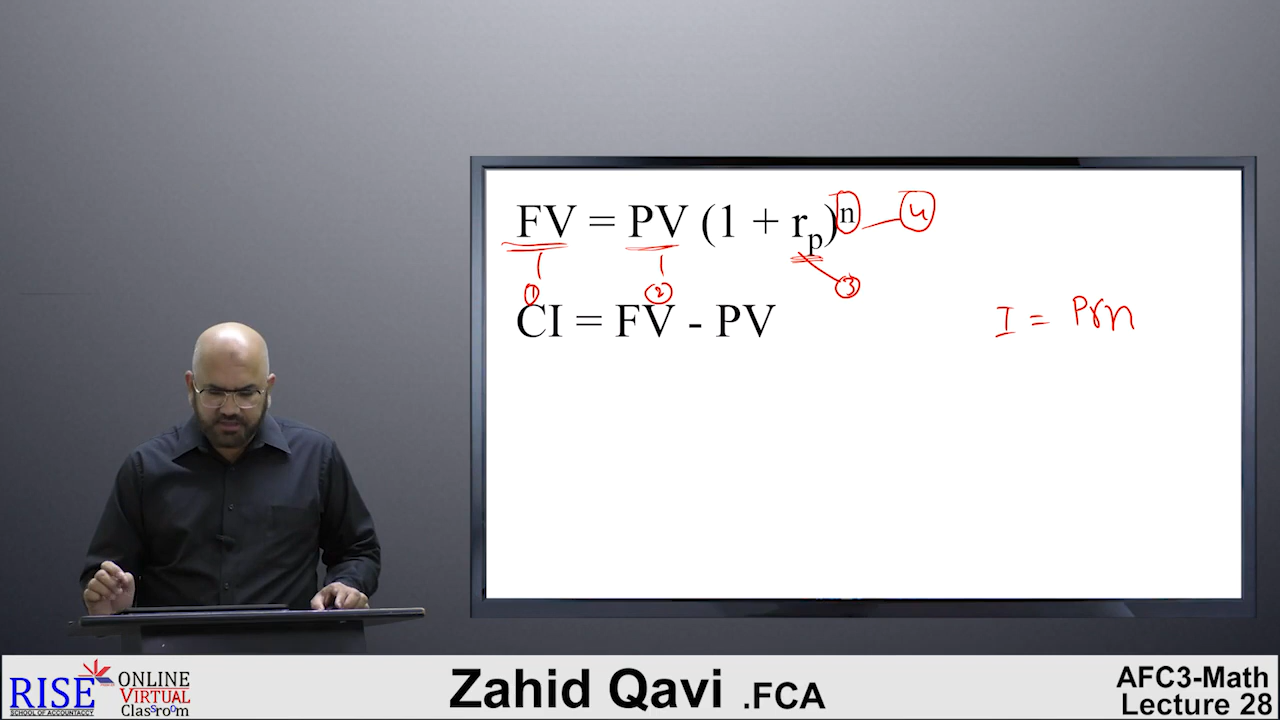 FV = PV (1 + rp)n 4
1 2 3
CI = FV - PV
I = Prn
RISE
SCHOOL OF ACCOUNTACY
ONLINE
VIRTUAL
Classroom
Zahid Qavi .FCA
AFC3-Math
Lecture 28